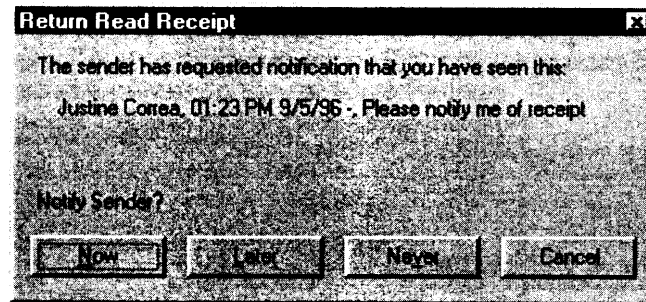 Return Read Receipt
The sender has requested notification that you have seen this:
Justine Correa, 01:23 PM 9/5/96 -, Please notify me of receipt
Notify Sender?
Now Later Never Cancel